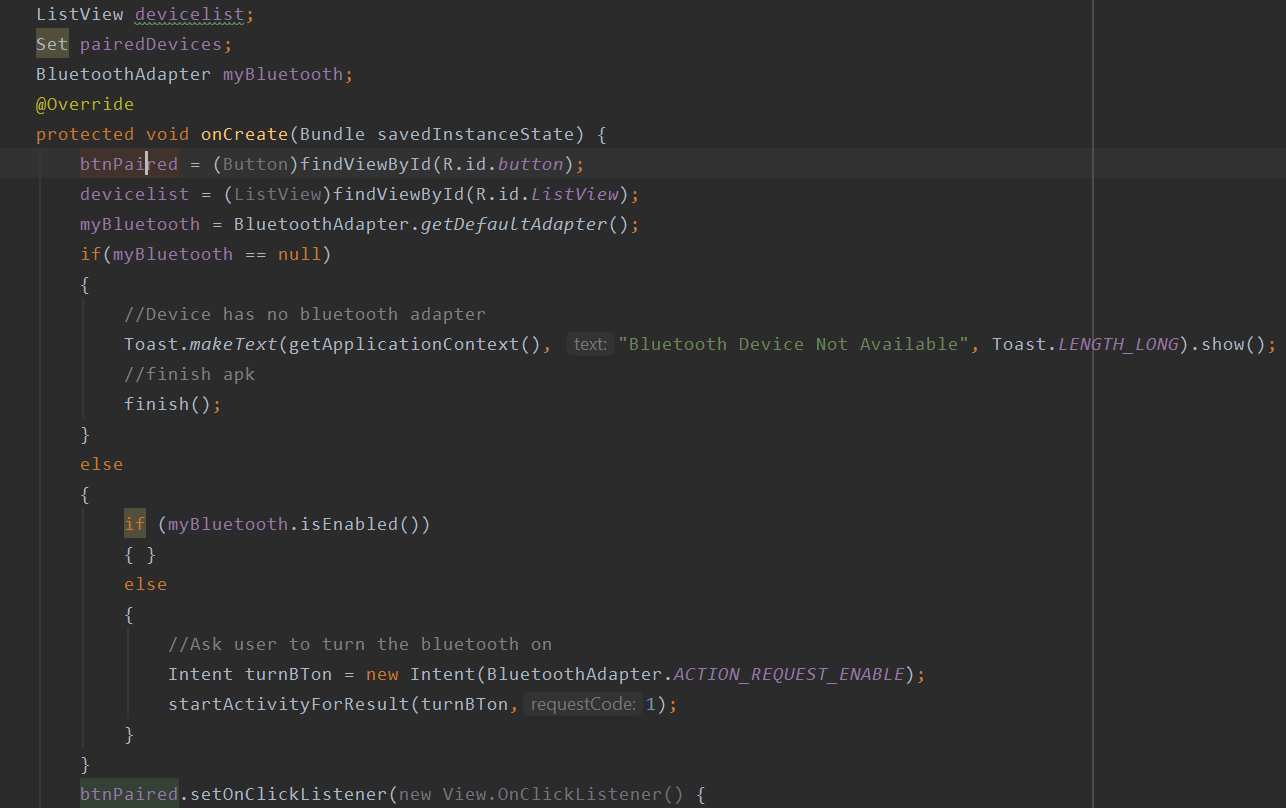 ListView devicelist;
Set pairedDevices;
BluetoothAdapter myBluetooth;
@Override
protected void onCreate(Bundle savedInstanceState) {
btnPaired = (Button)findViewById(R.id.button);
devicelist = (ListView)findViewById(R.id.ListView);
myBluetooth = BluetoothAdapter.getDefaultAdapter();
if(myBluetooth == null)
{
//Device has no bluetooth adapter
Toast.makeText(getApplicationContext(), text: "Bluetooth Device Not Available", Toast.LENGTH_LONG).show();
//finish apk
finish();
}
else
{
if (myBluetooth.isEnabled())
{ }
else
{
//Ask user to turn the bluetooth on
Intent turnBTon = new Intent(BluetoothAdapter.ACTION_REQUEST_ENABLE);
startActivityForResult(turnBTon, requestCode: 1);
}
}
btnPaired.setOnClickListener(new View.OnClickListener() {